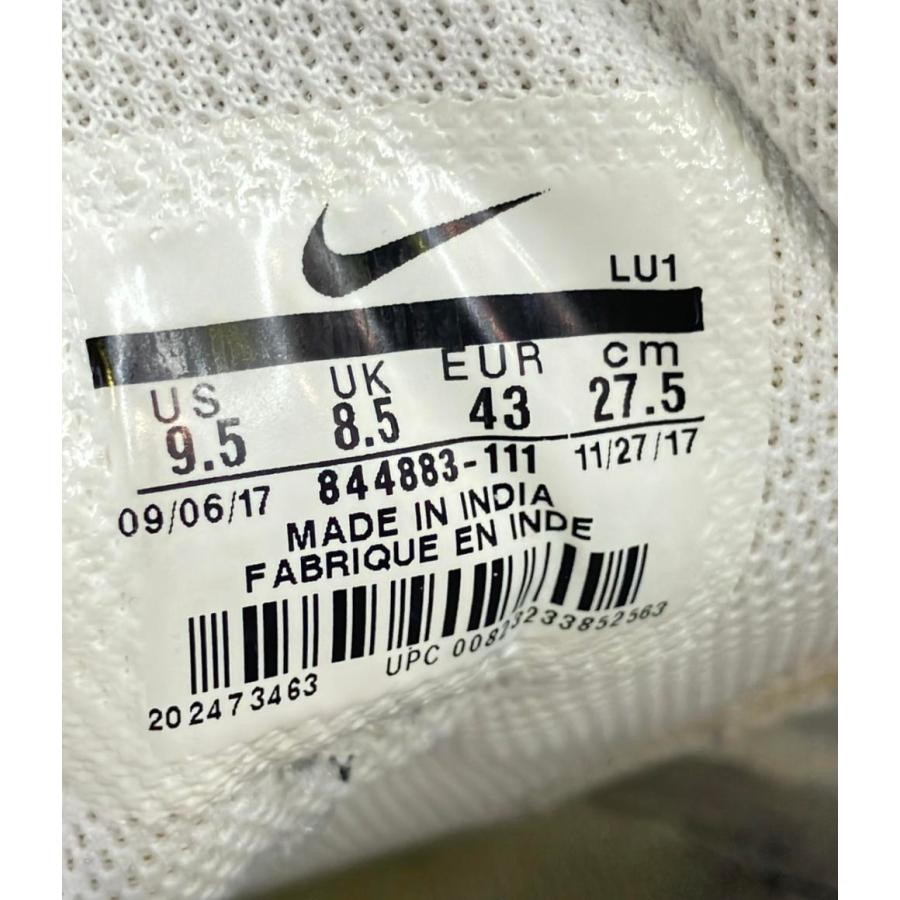 LU1
US UK EUR cm
9.5 8.5 43 27.5
09/06/17 844883-111 11/27/17
MADE IN INDIA
FABRIQUE EN INDE
UPC
202473463